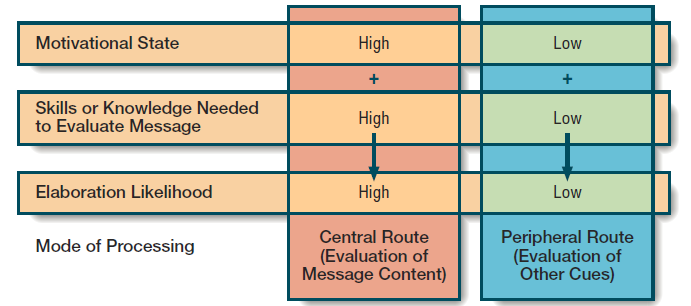 Motivational State High Low
+ +
Skills or Knowledge Needed
to Evaluate Message High Low
Elaboration Likelihood High Low
Mode of Processing
Central Route
(Evaluation of
Message Content)
Peripheral Route
(Evaluation of
Other Cues)